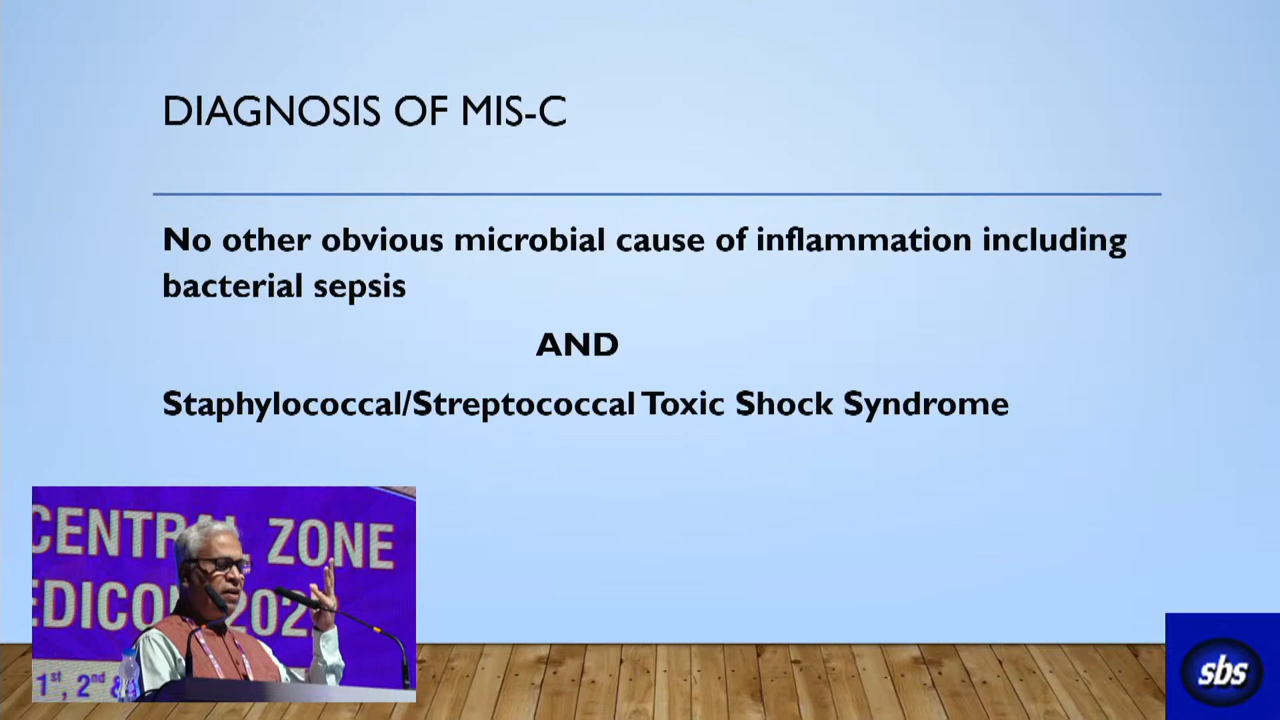 DIAGNOSIS OF MIS-C
No other obvious microbial cause of inflammation including
bacterial sepsis
AND
Staphylococcal/Streptococcal Toxic Shock Syndrome
CENTRAL ZONE
1st, 2nd &
sbs